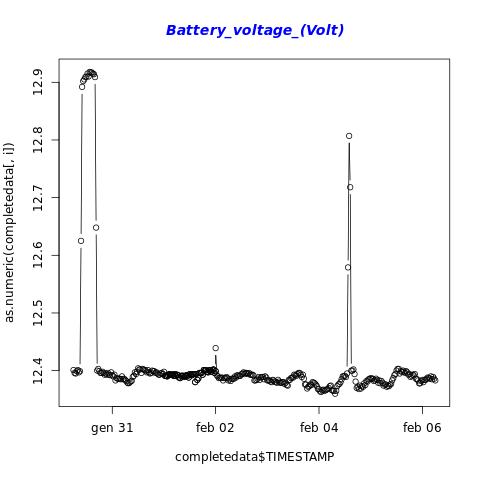 Battery_voltage_(Volt)
as.numeric(completedata[, i])
12.9
12.8
12.7
12.6
12.5
12.4
gen 31
feb 02
feb 04
feb 06
completedata$TIMESTAMP